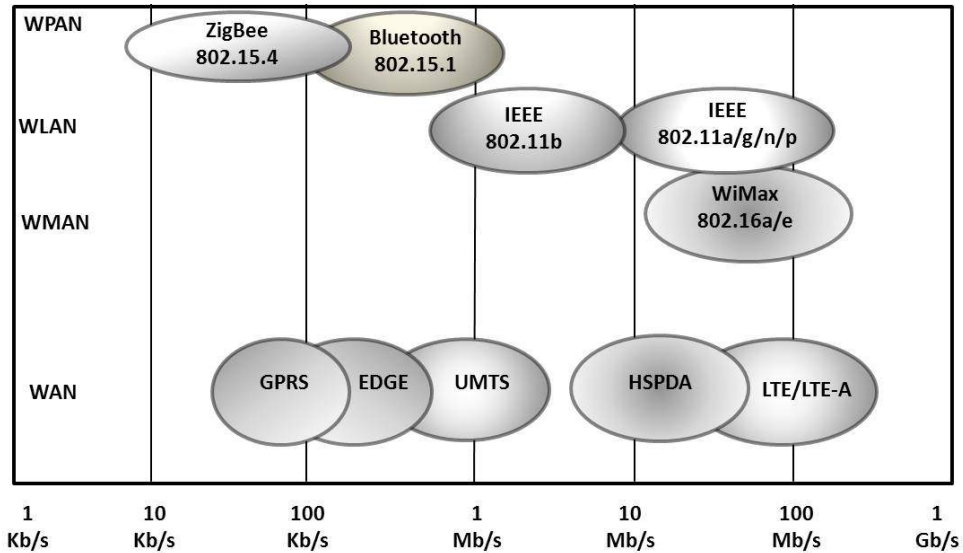 WPAN
ZigBee
802.15.4
Bluetooth
802.15.1
WLAN
IEEE
802.11b
IEEE
802.11a/g/n/p
WMAN
WiMax
802.16a/e
WAN
GPRS
EDGE
UMTS
HSPDA
LTE/LTE-A
1
Kb/s
10
Kb/s
100
Kb/s
1
Mb/s
10
Mb/s
100
Mb/s
1
Gb/s